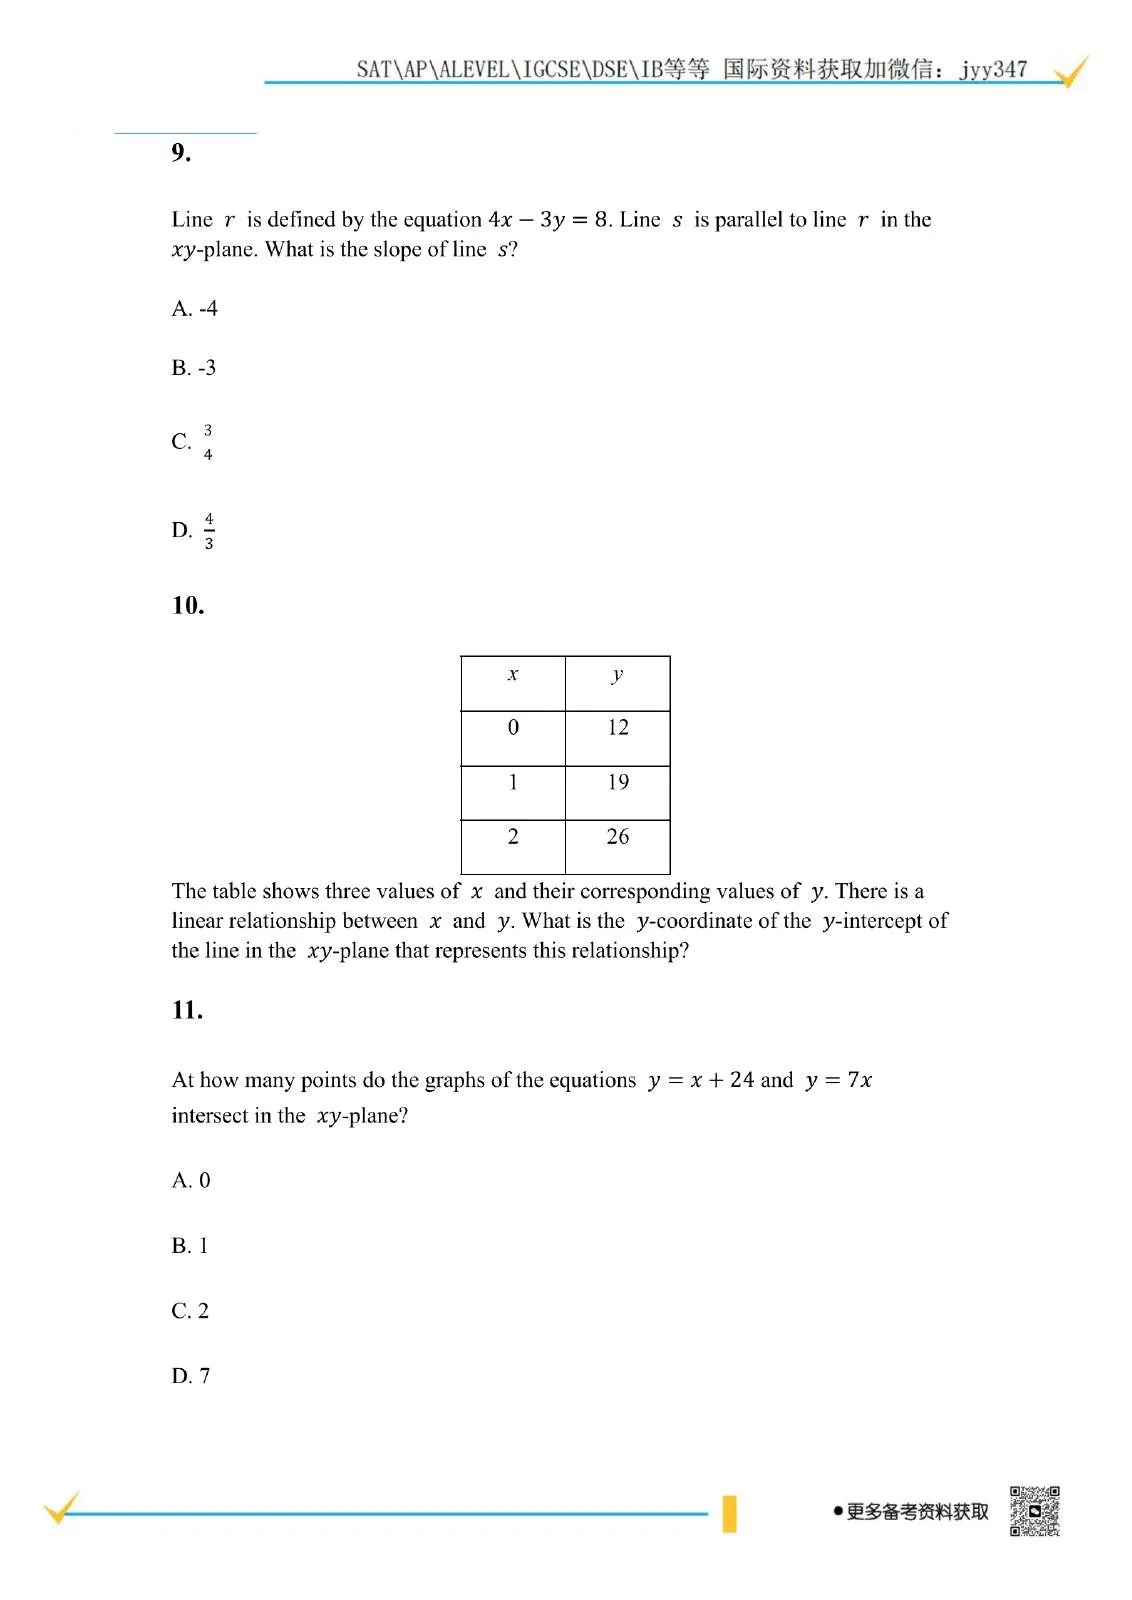 SAT\AP\ALEVEL\IGCSE\DSE\IB等等 国际资料获取加微信：jyy347
9.
Line r is defined by the equation 4x − 3y = 8. Line s is parallel to line r in the
xy-plane. What is the slope of line s?
A. -4
B. -3
C. 3/4
D. 4/3
10.
x y
0 12
1 19
2 26
The table shows three values of x and their corresponding values of y. There is a
linear relationship between x and y. What is the y-coordinate of the y-intercept of
the line in the xy-plane that represents this relationship?
11.
At how many points do the graphs of the equations y = x + 24 and y = 7x
intersect in the xy-plane?
A. 0
B. 1
C. 2
D. 7
●更多备考资料获取